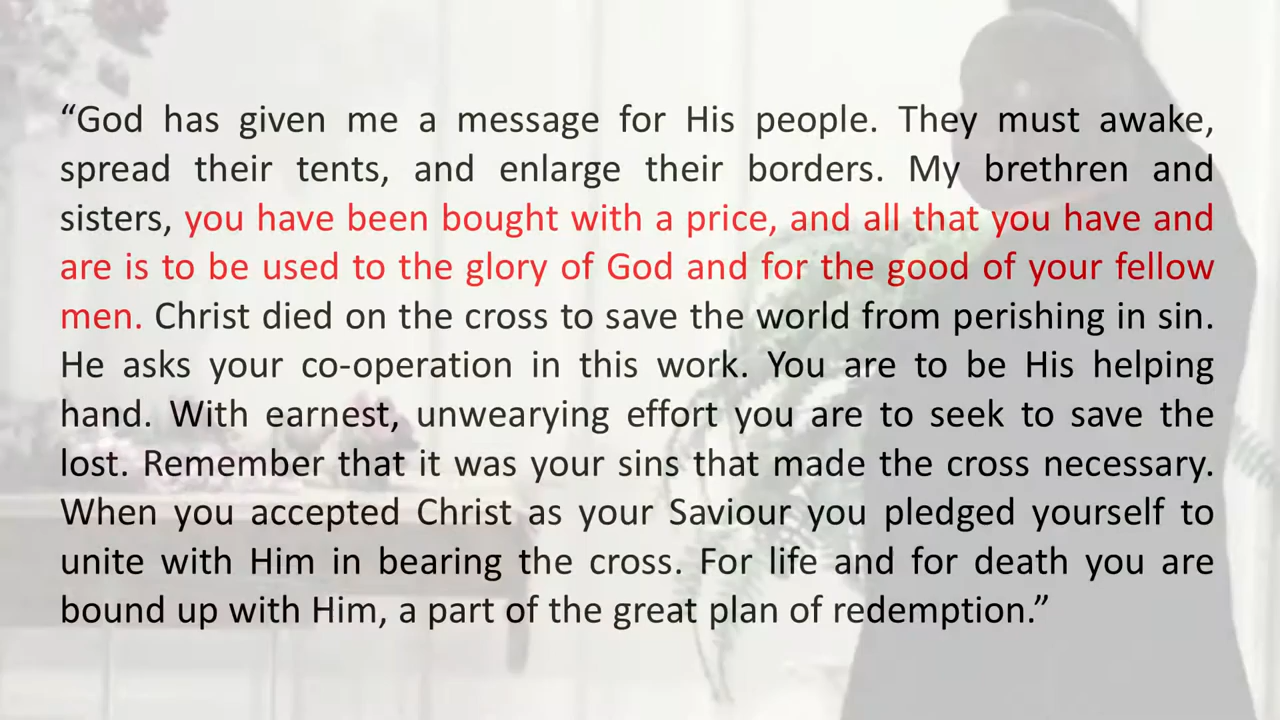 “God has given me a message for His people. They must awake,
spread their tents, and enlarge their borders. My brethren and
sisters, you have been bought with a price, and all that you have and
are is to be used to the glory of God and for the good of your fellow
men. Christ died on the cross to save the world from perishing in sin.
He asks your co-operation in this work. You are to be His helping
hand. With earnest, unwearying effort you are to seek to save the
lost. Remember that it was your sins that made the cross necessary.
When you accepted Christ as your Saviour you pledged yourself to
unite with Him in bearing the cross. For life and for death you are
bound up with Him, a part of the great plan of redemption.”